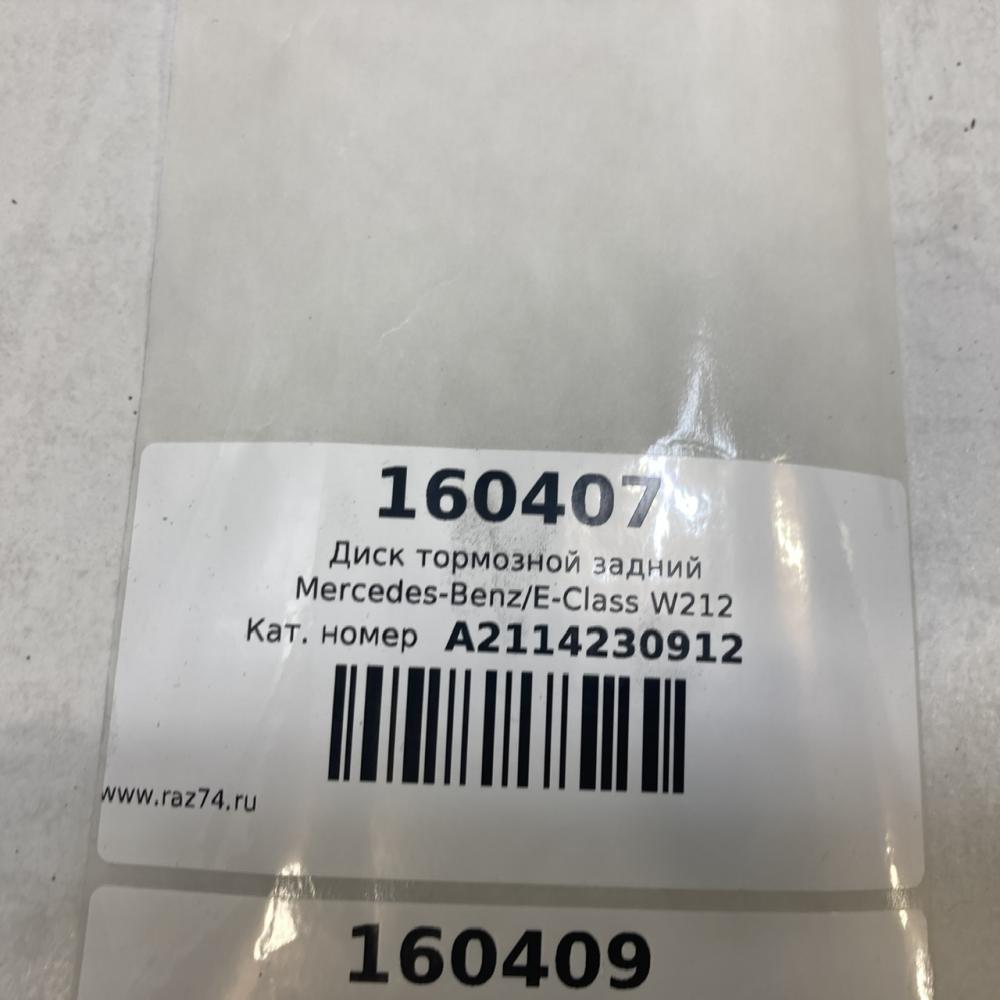 160407
Диск тормозной задний
Mercedes-Benz/E-Class W212
Кат. номер A2114230912
www.raz74.ru
160409